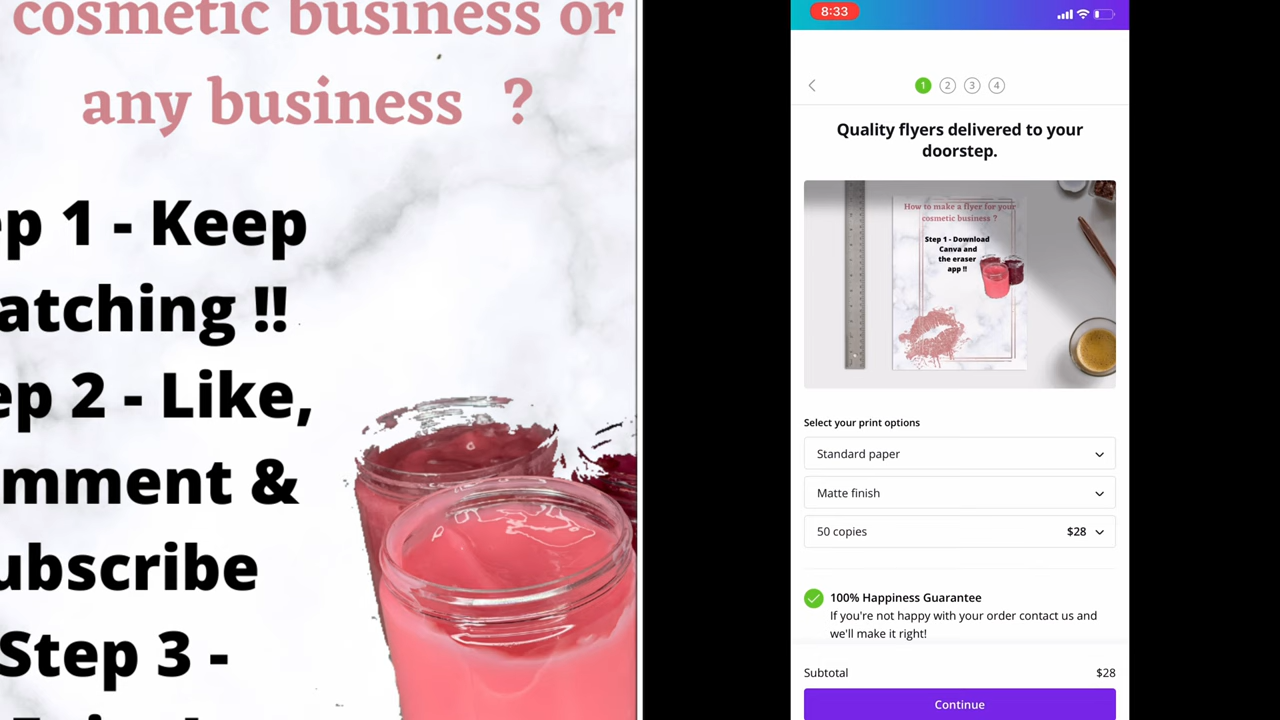 cosmetic business or
any business ?
ep 1 - Keep
atching !!
ep 2 - Like,
mment &
ubscribe
Step 3 -
8:33
1 2 3 4
Quality flyers delivered to your
doorstep.
How to make a flyer for your
cosmetic business ?
Step 1 - Download
Canva and
the eraser
app !!
Select your print options
Standard paper
Matte finish
50 copies $28
100% Happiness Guarantee
If you're not happy with your order contact us and
we'll make it right!
Subtotal $28
Continue